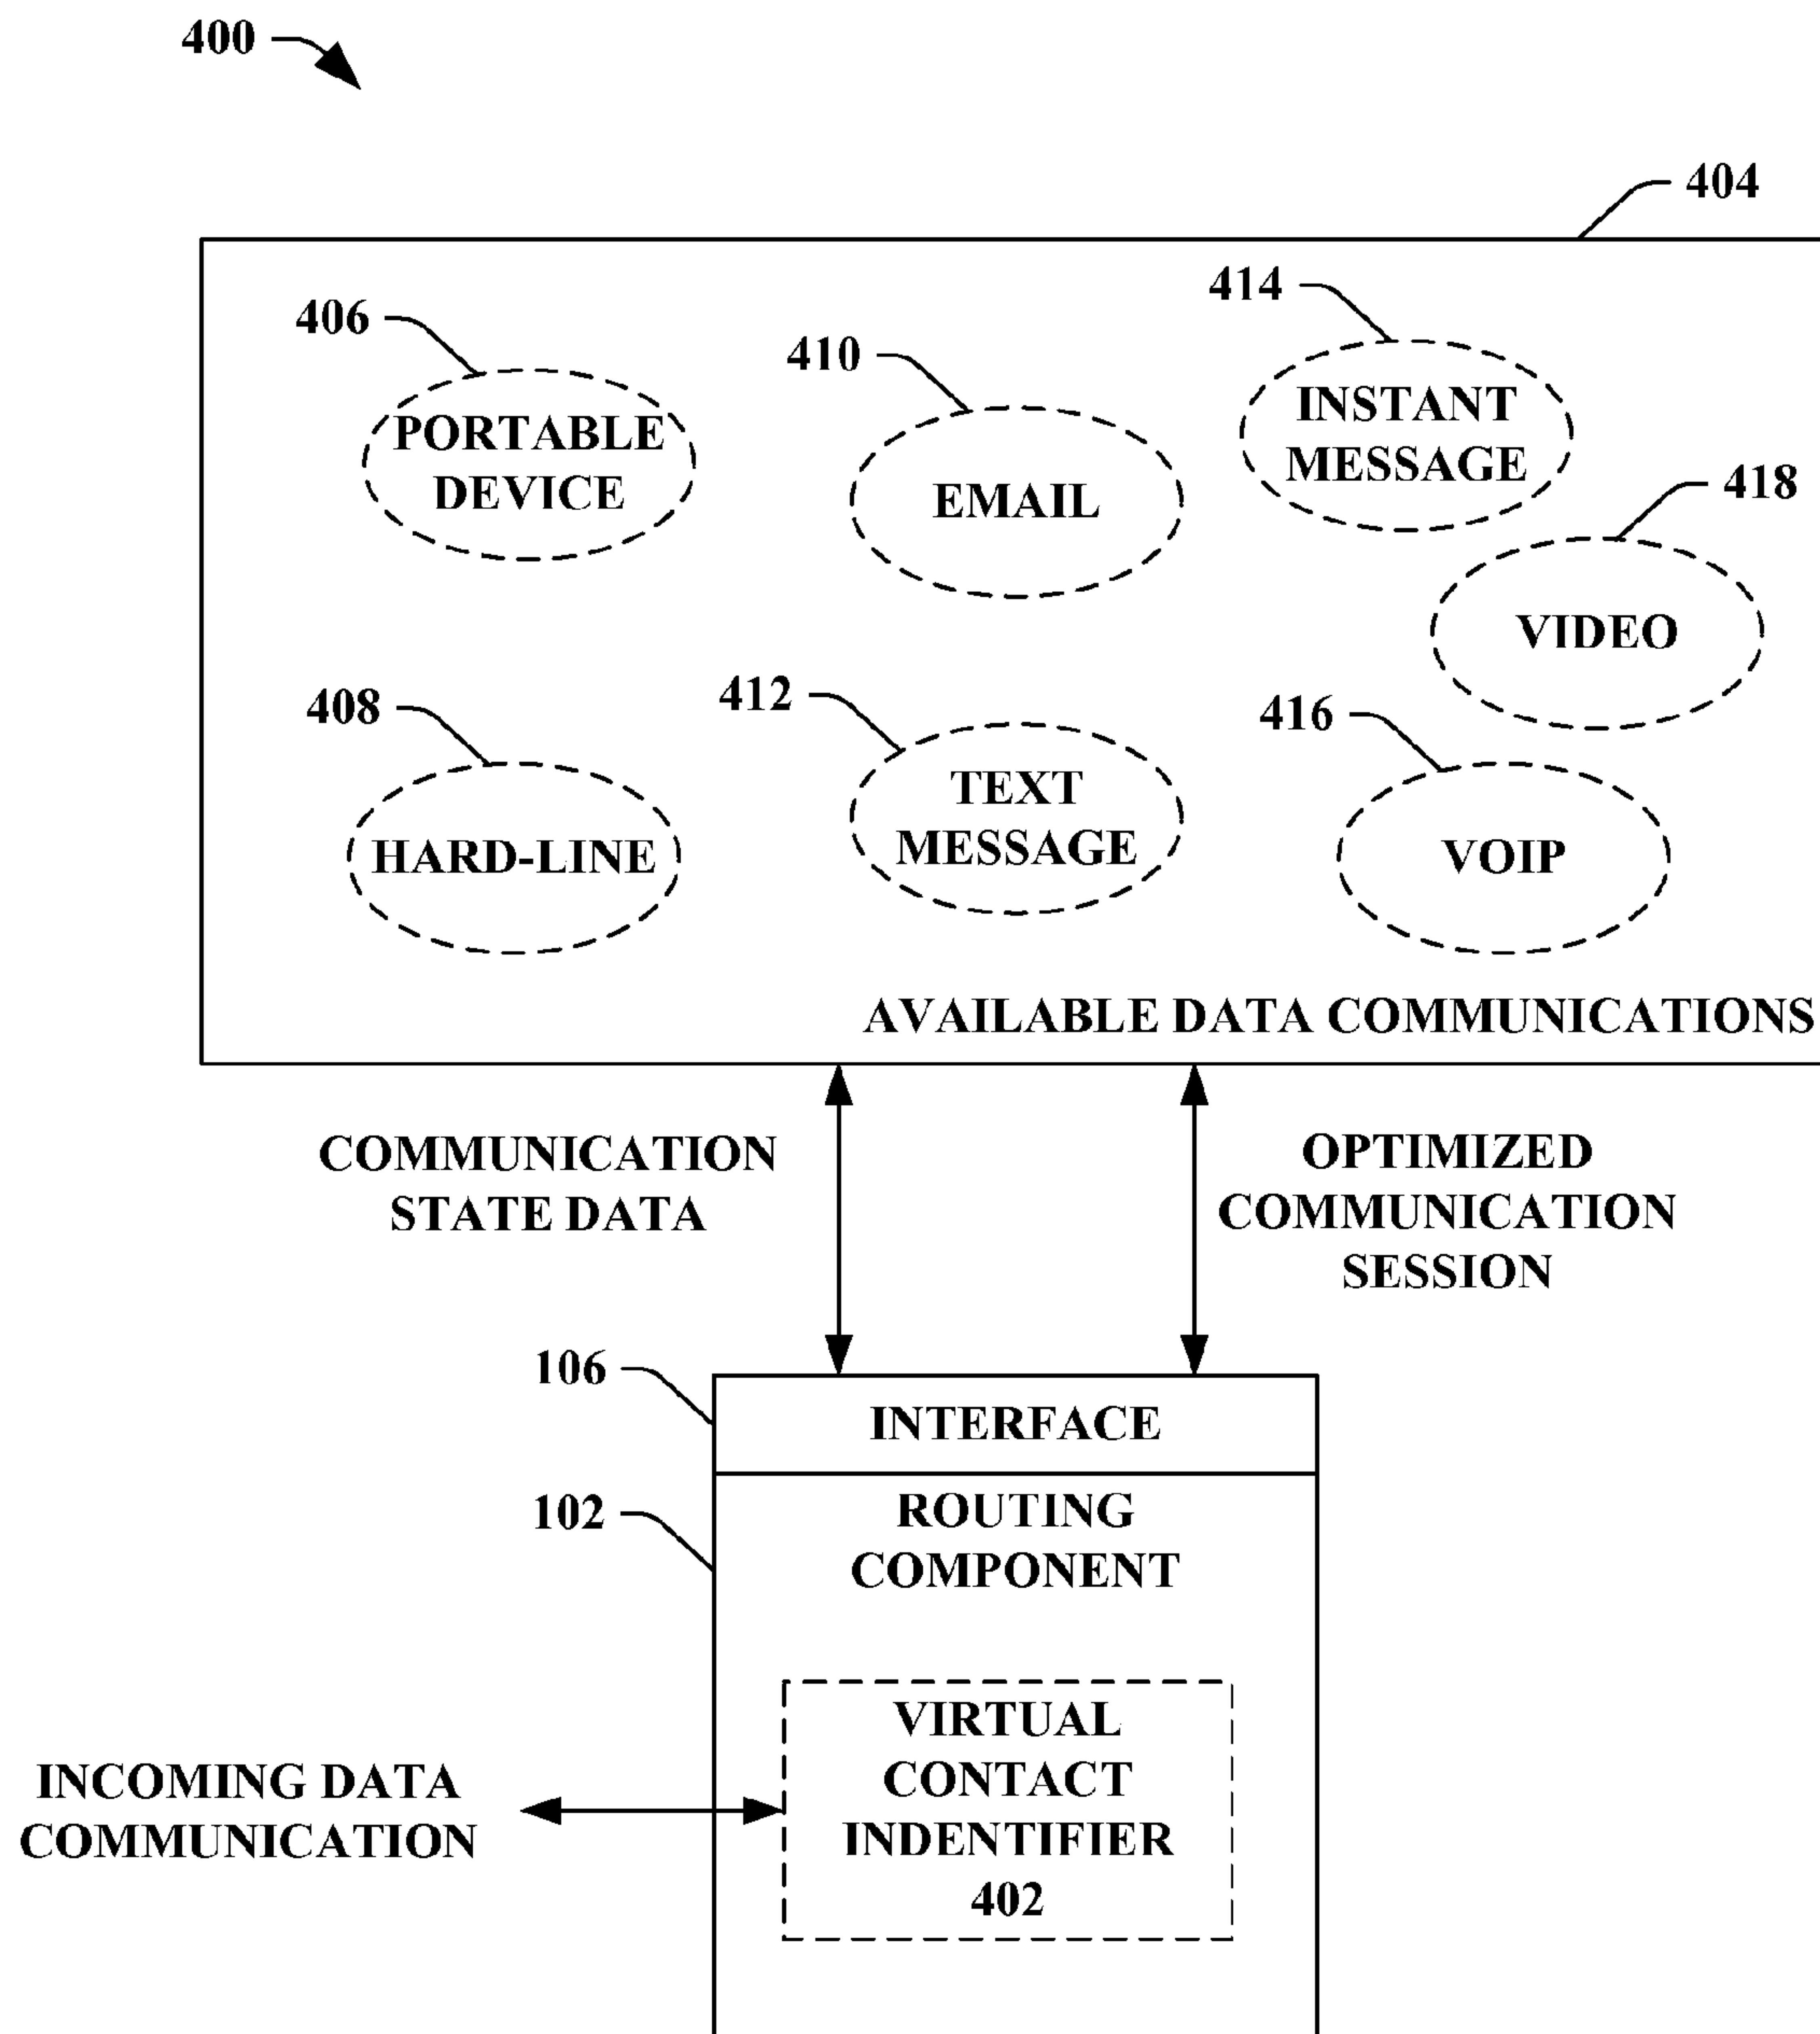 400
404
406
PORTABLE
DEVICE
410
EMAIL
414
INSTANT
MESSAGE
418
VIDEO
408
HARD-LINE
412
TEXT
MESSAGE
416
VOIP
AVAILABLE DATA COMMUNICATIONS
COMMUNICATION
STATE DATA
OPTIMIZED
COMMUNICATION
SESSION
106
INTERFACE
102
ROUTING
COMPONENT
INCOMING DATA
COMMUNICATION
VIRTUAL
CONTACT
INDENTIFIER
402